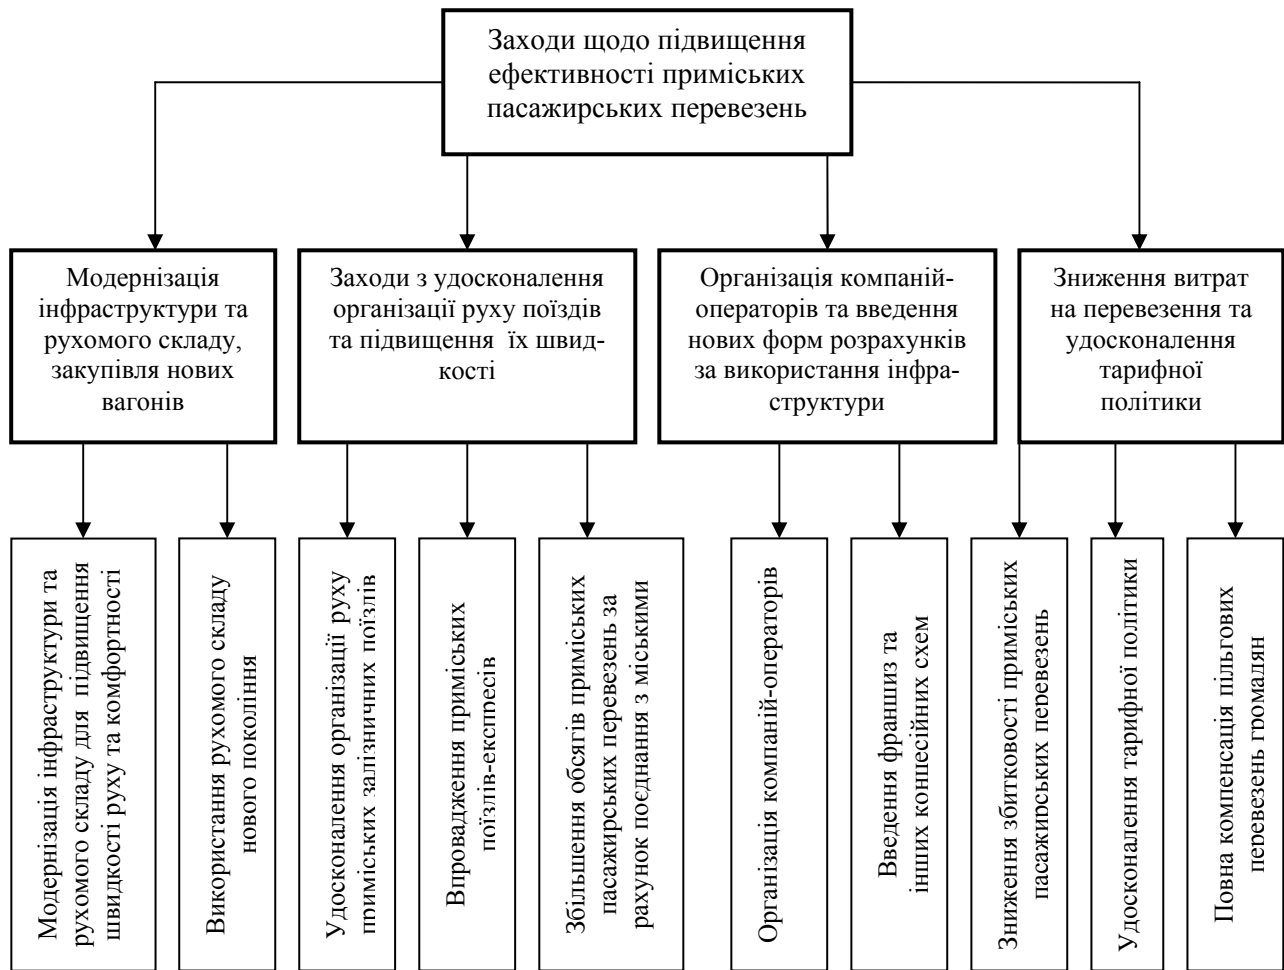 Заходи щодо підвищення
ефективності приміських
пасажирських перевезень
Модернізація
інфраструктури та
рухомого складу,
закупівля нових
вагонів
Заходи з удосконалення
організації руху поїздів
та підвищення їх швид-
кості
Організація компаній-
операторів та введення
нових форм розрахунків
за використання інфра-
структури
Зниження витрат
на перевезення та
удосконалення
тарифної
політики
Модернізація інфраструктури та
рухомого складу для підвищення
швидкості руху та комфортності
Використання рухомого складу
нового покоління
Удосконалення організації руху
приміських залізничних поїздів
Впровадження приміських
поїздів-експресів
Збільшення обсягів приміських
пасажирських перевезень за
рахунок поєднання з міськими
Організація компаній-операторів
Введення франшиз та
інших концесійних схем
Зниження збитковості приміських
пасажирських перевезень
Удосконалення тарифної політики
Повна компенсація пільгових
перевезень громадян